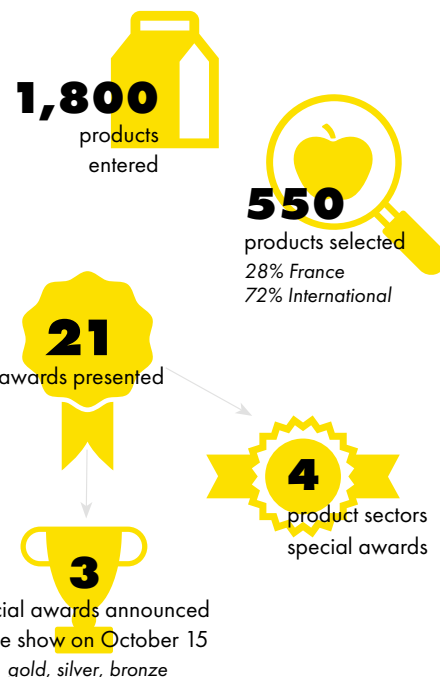 1,800
products
entered
550
products selected
28% France
72% International
21
awards presented
4
product sectors
special awards
3
awards announced
show on October 15
gold, silver, bronze